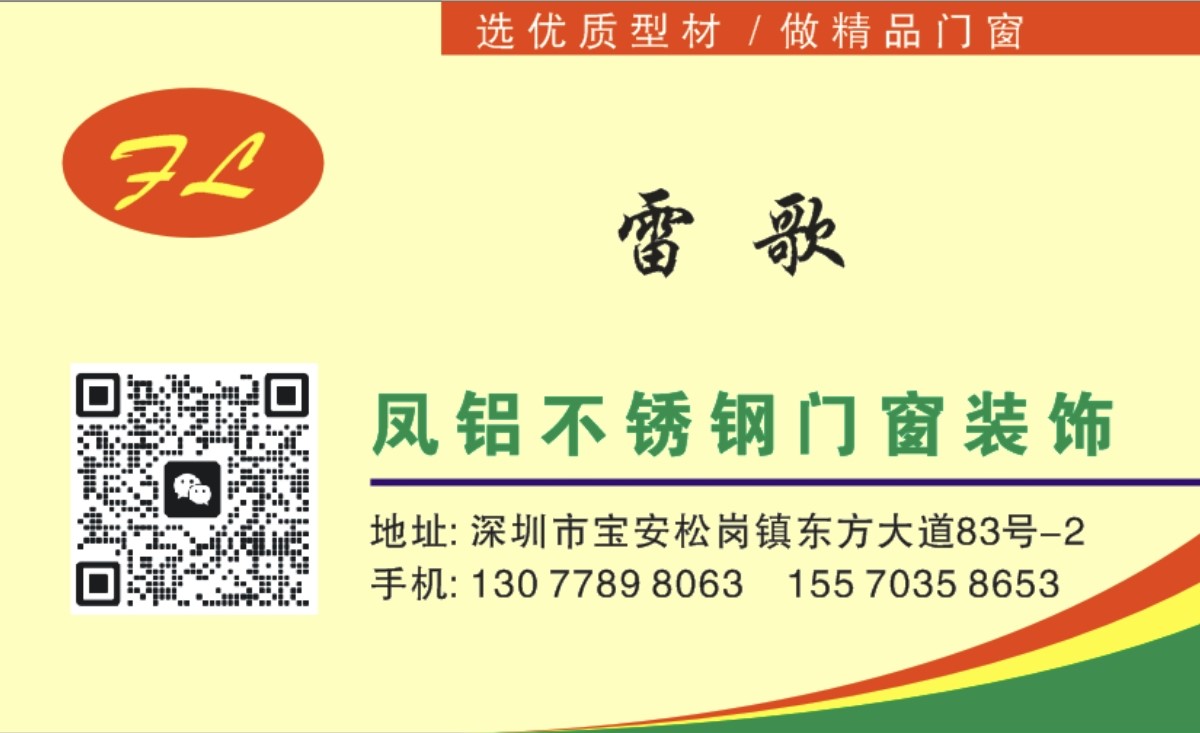 选优质型材 / 做精品门窗
FL
雷歌
凤铝不锈钢门窗装饰
地址: 深圳市宝安松岗镇东方大道83号-2
手机: 130 7789 8063 155 7035 8653